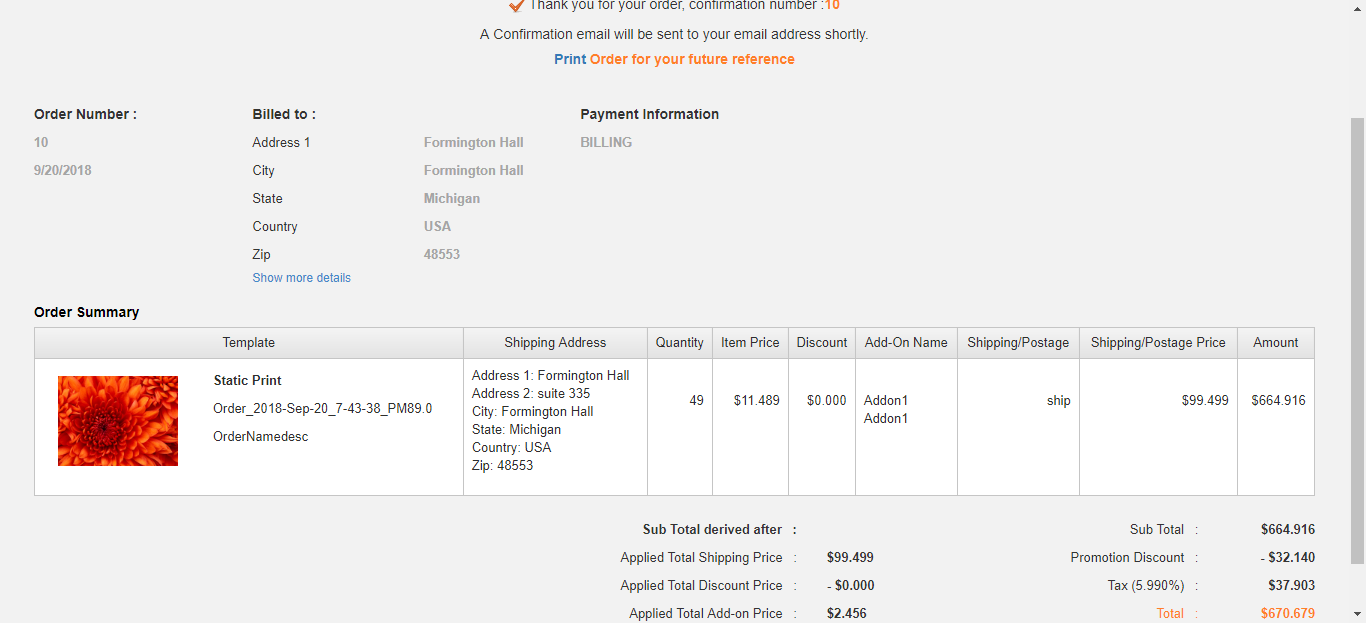 Thank you for your order, confirmation number :10
A Confirmation email will be sent to your email address shortly.
Print Order for your future reference
Order Number :
10
9/20/2018
Billed to :
Address 1 Formington Hall
City Formington Hall
State Michigan
Country USA
Zip 48553
Show more details
Payment Information
BILLING
Order Summary
Template Shipping Address Quantity Item Price Discount Add-On Name Shipping/Postage Shipping/Postage Price Amount
Static Print
Order_2018-Sep-20_7-43-38_PM89.0
OrderNamedesc
Address 1: Formington Hall
Address 2: suite 335
City: Formington Hall
State: Michigan
Country: USA
Zip: 48553
49
$11.489
$0.000
Addon1
Addon1
ship
$99.499
$664.916
Sub Total derived after :
Applied Total Shipping Price : $99.499
Applied Total Discount Price : - $0.000
Applied Total Add-on Price : $2.456
Sub Total : $664.916
Promotion Discount : - $32.140
Tax (5.990%) : $37.903
Total : $670.679